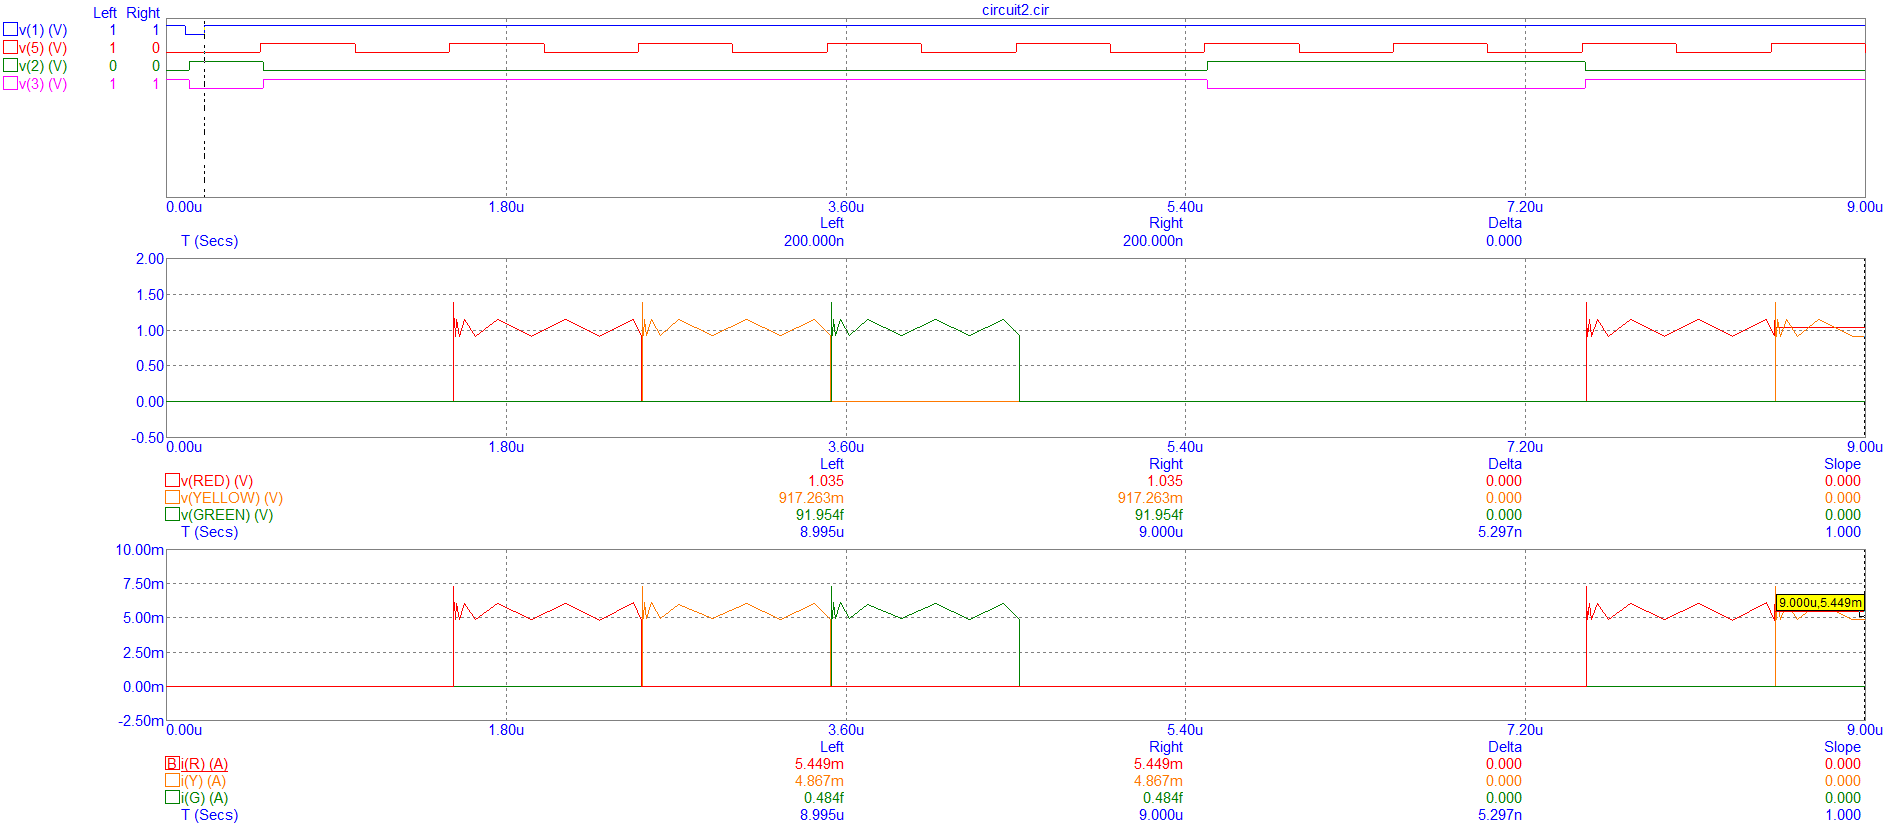 circuit2.cir
Left Right
v(1) (V) 1 1
v(5) (V) 1 0
v(2) (V) 0 0
v(3) (V) 1 1
0.00u 1.80u 3.60u 5.40u 7.20u 9.00u
Left Right Delta
T (Secs) 200.000n 200.000n 0.000
2.00
1.50
1.00
0.50
0.00
-0.50
0.00u 1.80u 3.60u 5.40u 7.20u 9.00u
Left Right Delta Slope
v(RED) (V) 1.035 1.035 0.000 0.000
v(YELLOW) (V) 917.263m 917.263m 0.000 0.000
v(GREEN) (V) 91.954f 91.954f 0.000 0.000
T (Secs) 8.995u 9.000u 5.297n 1.000
10.00m
7.50m
9.000u,5.449m
5.00m
2.50m
0.00m
-2.50m
0.00u 1.80u 3.60u 5.40u 7.20u 9.00u
Left Right Delta Slope
B i(R) (A) 5.449m 5.449m 0.000 0.000
i(Y) (A) 4.867m 4.867m 0.000 0.000
i(G) (A) 0.484f 0.484f 0.000 0.000
T (Secs) 8.995u 9.000u 5.297n 1.000